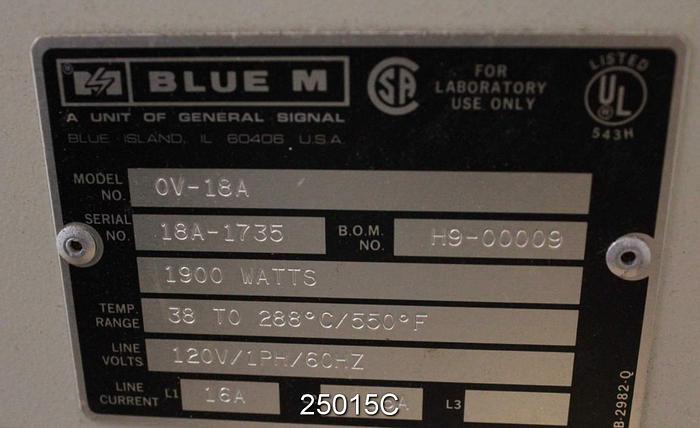 BLUE M
A UNIT OF GENERAL SIGNAL
BLUE ISLAND, IL 60406 U.S.A.
SA
FOR
LABORATORY
USE ONLY
LISTED
UL
543H
MODEL NO. OV-18A
SERIAL NO. 18A-1735 B.O.M. NO. H9-00009
1900 WATTS
TEMP. RANGE 38 TO 288°C/550°F
LINE VOLTS 120V/1PH/60HZ
LINE CURRENT L1 16A L3
B-2982-Q
25015C